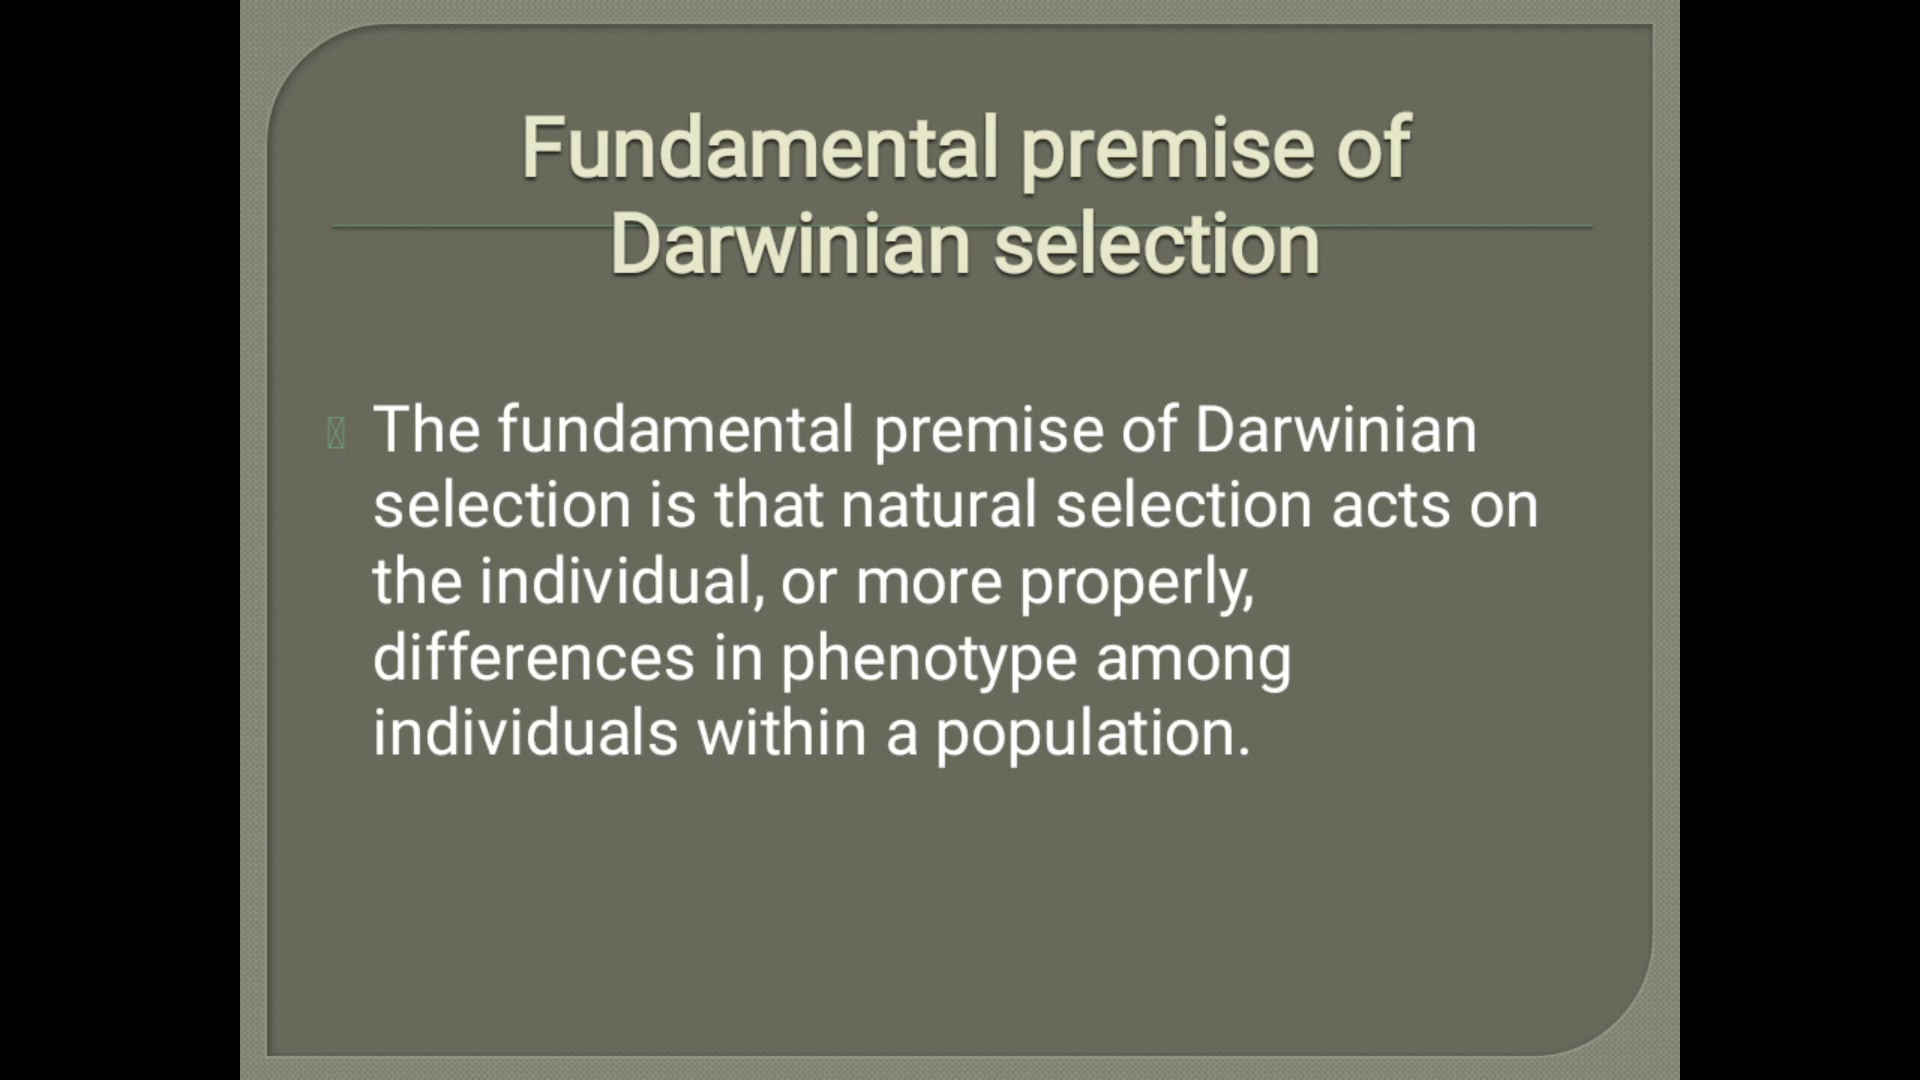 Fundamental premise of
Darwinian selection
The fundamental premise of Darwinian
selection is that natural selection acts on
the individual, or more properly,
differences in phenotype among
individuals within a population.